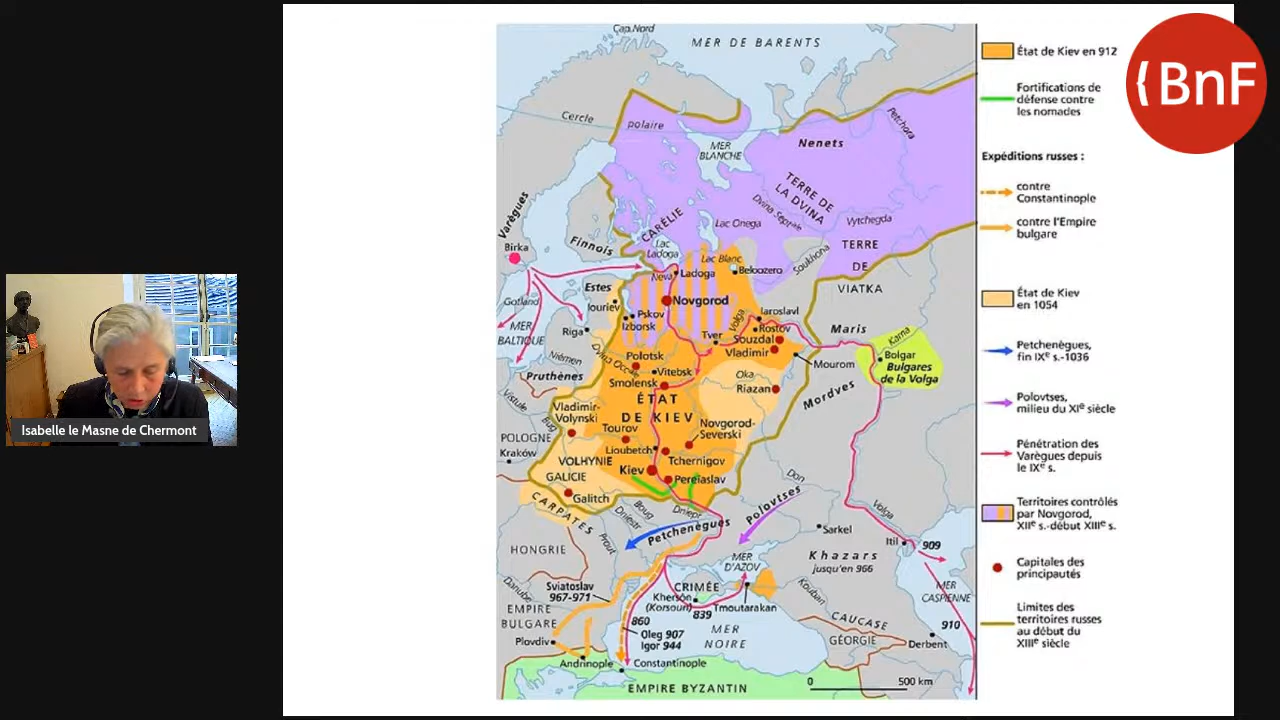 Cap Nord
MER DE BARENTS
Cercle polaire
MER
BLANCHE
Nenets
Petchora
TERRE DE
LA DVINA
Dvina Septle
Vytchegda
Varègues
CARÉLIE
Lac Onega
Birka
Finnois
Lac
Ladoga
Lac Blanc
Soukhona
TERRE
DE
VIATKA
Neva
Ladoga
Beloozero
Estes
Gotland
Iouriev
Novgorod
Pskov
Izborsk
MER
BALTIQUE
Riga
Tver
Volga
Iaroslavl
Rostov
Souzdal
Vladimir
Maris
Kama
Bolgar
Bulgares
de la Volga
Niémen
Dvina Occle
Polotsk
Vitebsk
Mourom
Pruthènes
Smolensk
Oka
Riazan
Mordves
Vistule
ÉTAT
DE KIEV
Vladimir-
Volynski
Bug
Tourov
Novgorod-
Severski
POLOGNE
Kraków
Lioubetch
VOLHYNIE
Tchernigov
Kiev
Pereïaslav
GALICIE
Galitch
Don
CARPATES
Boug
Dniestr
Dniepr
Polovtses
Volga
Petchenègues
Prout
Sarkel
Itil
909
HONGRIE
MER
D'AZOV
Khazars
jusqu'en 966
Danube
Sviatoslav
967-971
CRIMÉE
Kherson
(Korsoun)
839
Tmoutarakan
Kouban
MER
CASPIENNE
EMPIRE
BULGARE
860
Oleg 907
Igor 944
MER
NOIRE
CAUCASE
GÉORGIE
910
Derbent
Plovdiv
Andrinople
Constantinople
EMPIRE BYZANTIN
0
500 km
État de Kiev en 912
Fortifications de
défense contre
les nomades
Expéditions russes :
contre
Constantinople
contre l'Empire
bulgare
État de Kiev
en 1054
Petchenègues,
fin IXe s.-1036
Polovtses,
milieu du XIe siècle
Pénétration des
Varègues depuis
le IXe s.
Territoires contrôlés
par Novgorod,
XIIe s.-début XIIIe s.
Capitales des
principautés
Limites des
territoires russes
au début du
XIIIe siècle
{BnF
Isabelle le Masne de Chermont